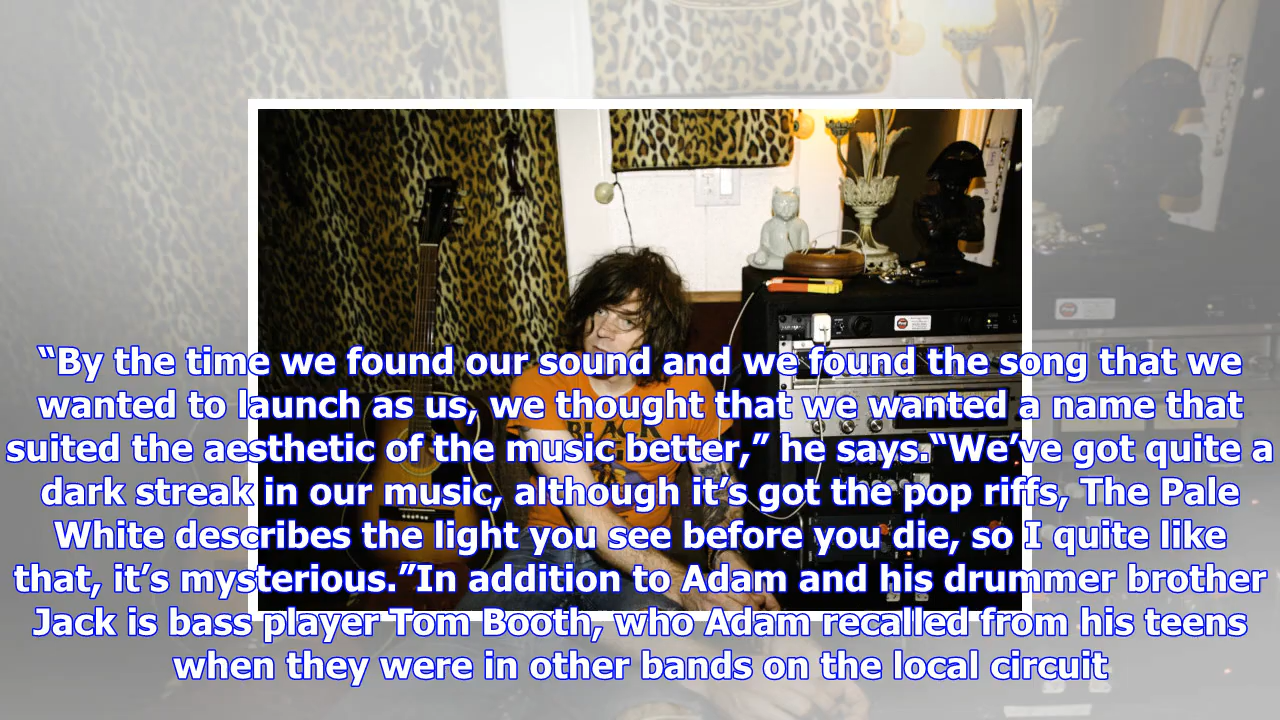 “By the time we found our sound and we found the song that we
wanted to launch as us, we thought that we wanted a name that
suited the aesthetic of the music better,” he says.“We’ve got quite a
dark streak in our music, although it’s got the pop riffs, The Pale
White describes the light you see before you die, so I quite like
that, it’s mysterious.”In addition to Adam and his drummer brother
Jack is bass player Tom Booth, who Adam recalled from his teens
when they were in other bands on the local circuit
BLACK